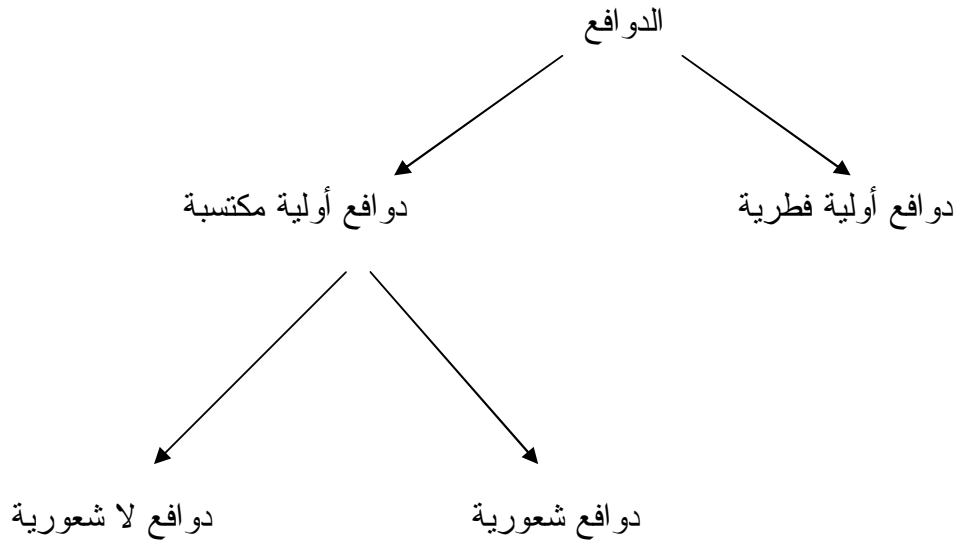 الدوافع
دوافع أولية فطرية
دوافع أولية مكتسبة
دوافع شعورية
دوافع لا شعورية